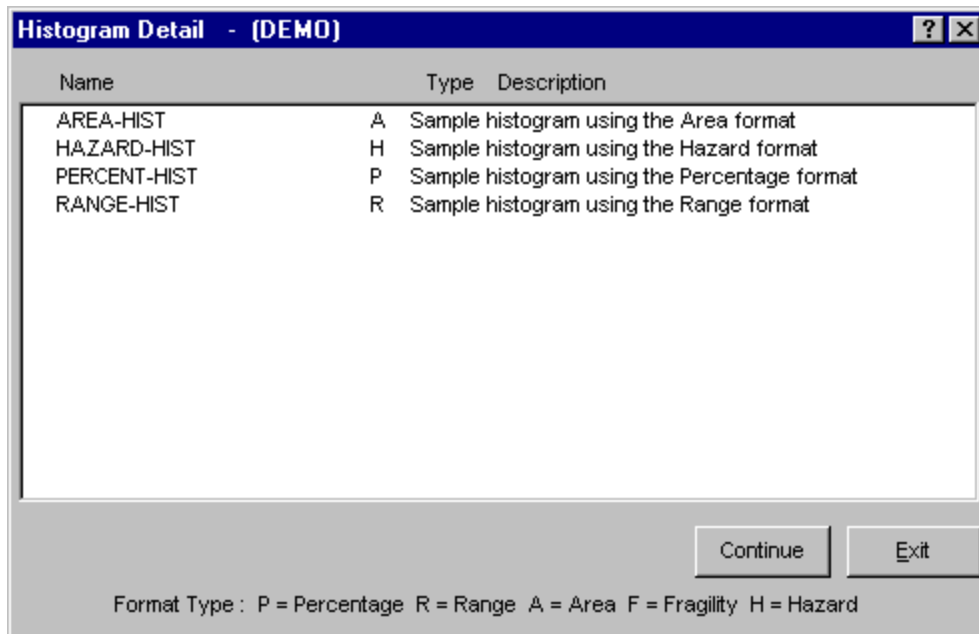 Histogram Detail - (DEMO)
Name Type Description
AREA-HIST A Sample histogram using the Area format
HAZARD-HIST H Sample histogram using the Hazard format
PERCENT-HIST P Sample histogram using the Percentage format
RANGE-HIST R Sample histogram using the Range format
Continue Exit
Format Type : P = Percentage R = Range A = Area F = Fragility H = Hazard